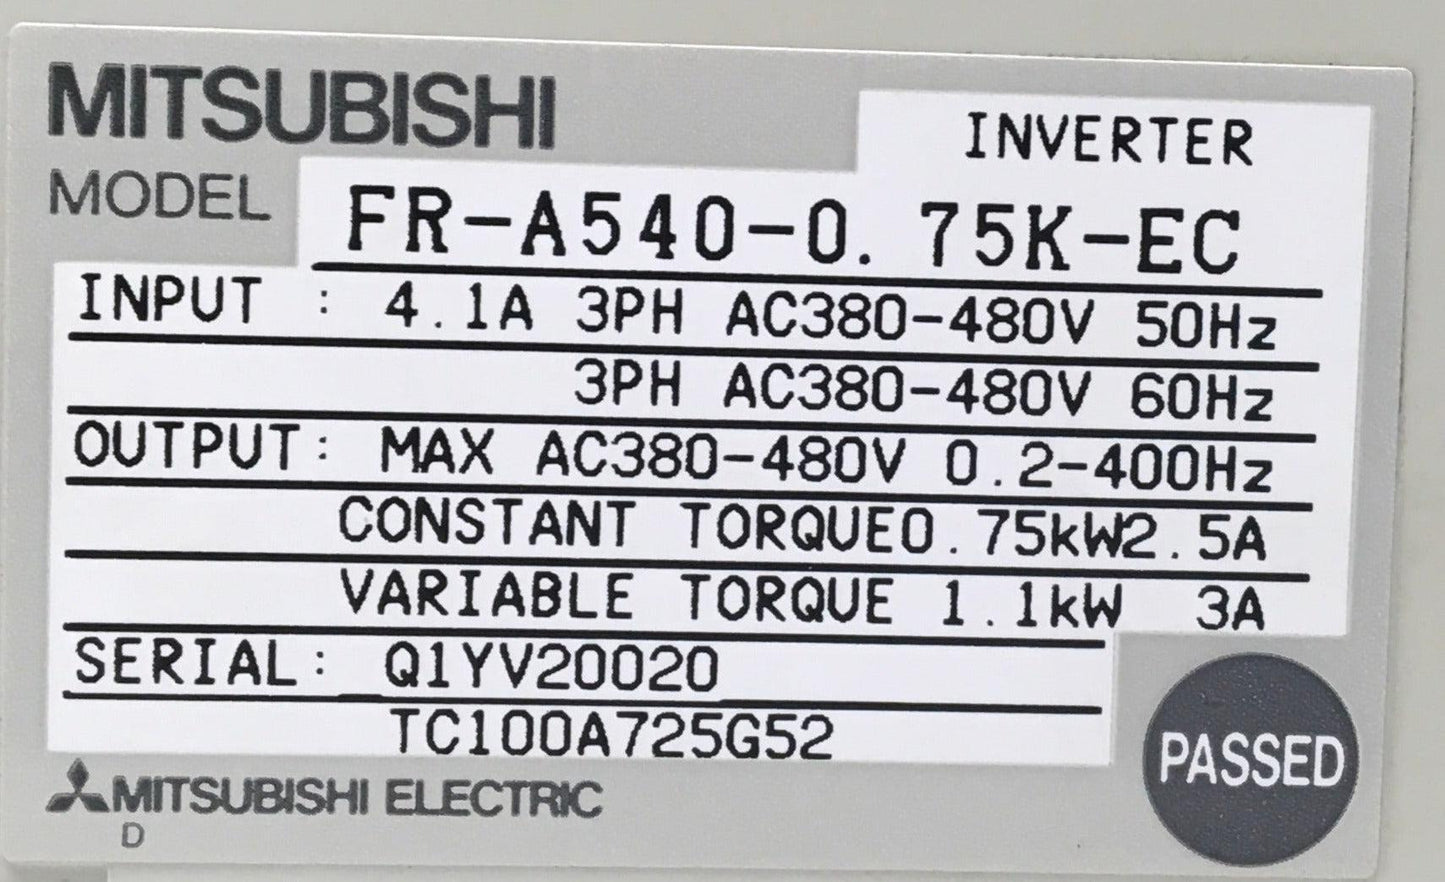 MITSUBISHI
INVERTER
MODEL FR-A540-0.75K-EC
INPUT : 4.1A 3PH AC380-480V 50Hz
3PH AC380-480V 60Hz
OUTPUT: MAX AC380-480V 0.2-400Hz
CONSTANT TORQUE0.75kW2.5A
VARIABLE TORQUE 1.1kW 3A
SERIAL: Q1YV20020
TC100A725G52
PASSED
MITSUBISHI ELECTRIC
D